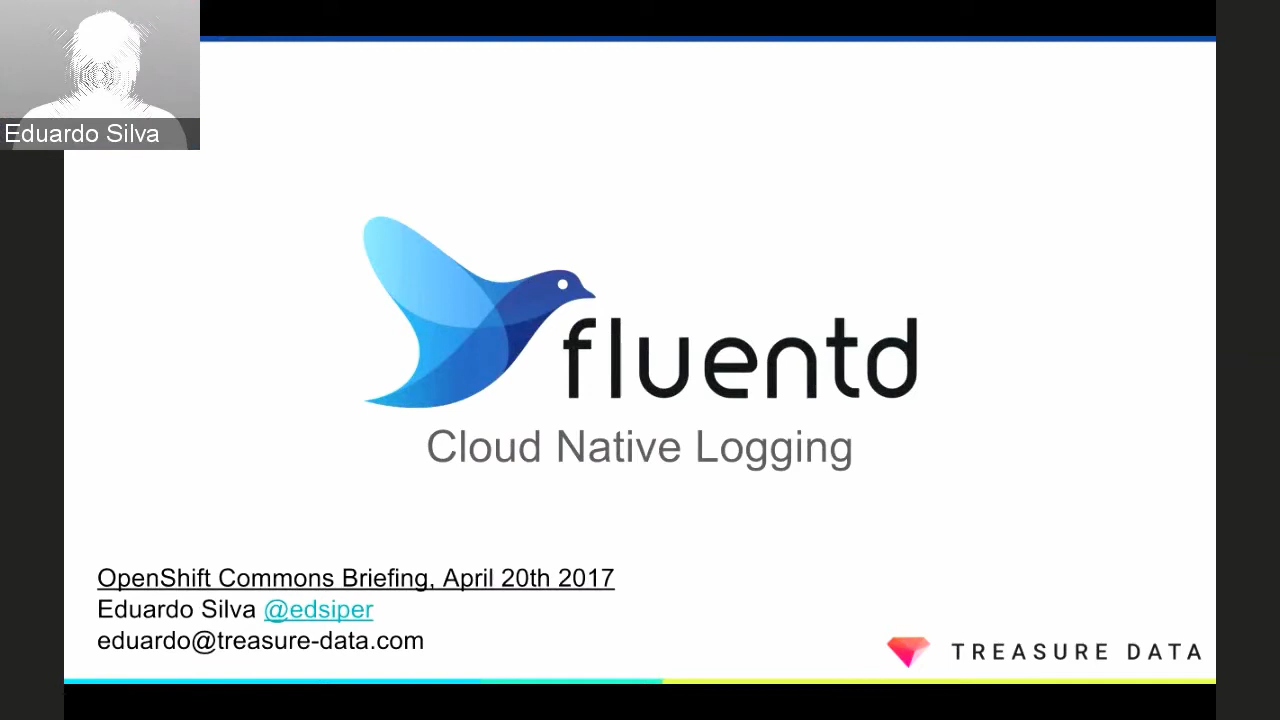 Eduardo Silva
fluentd
Cloud Native Logging
OpenShift Commons Briefing, April 20th 2017
Eduardo Silva @edsiper
eduardo@treasure-data.com
TREASURE DATA